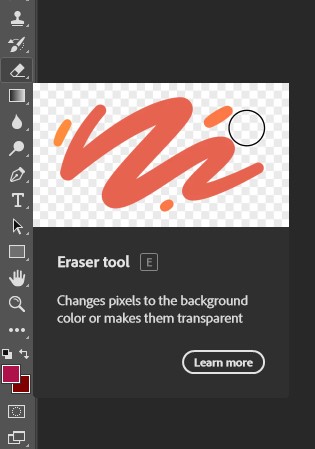 Eraser tool E
Changes pixels to the background
color or makes them transparent
Learn more